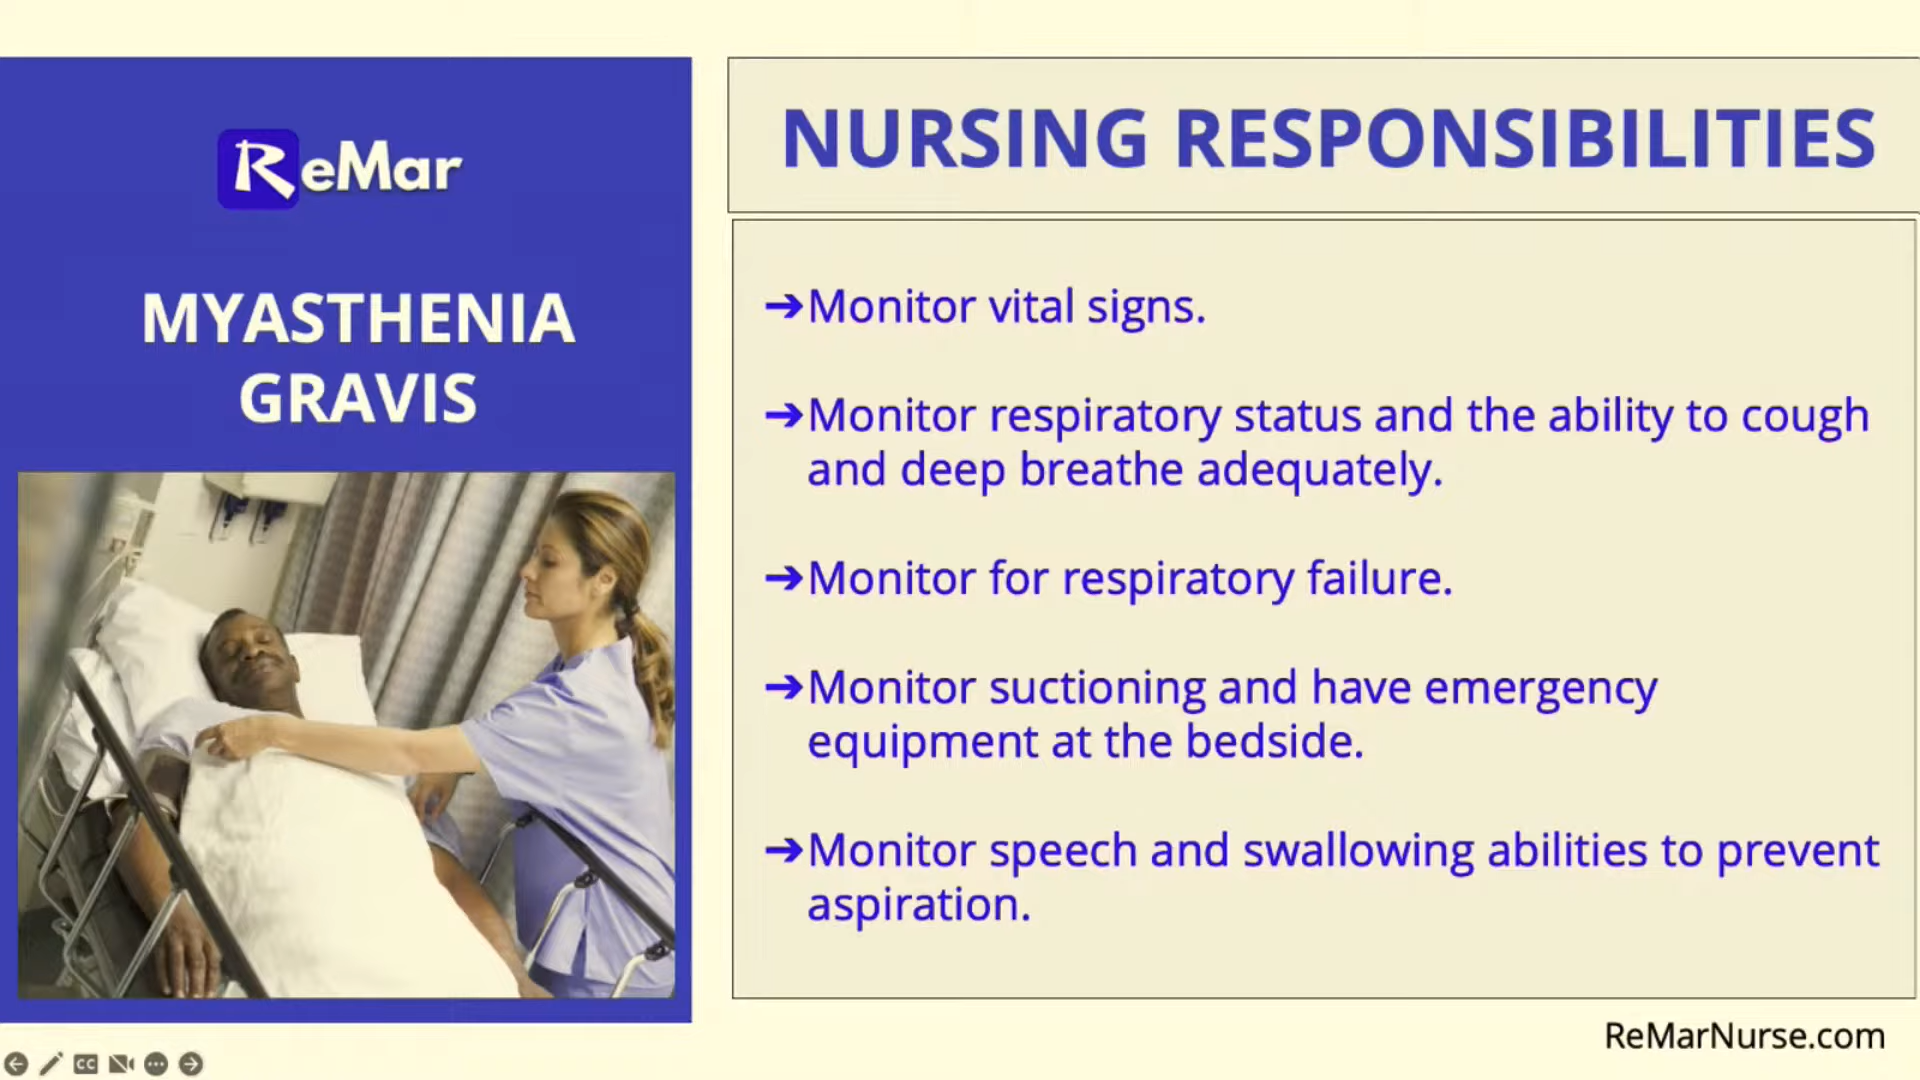 ReMar
MYASTHENIA
GRAVIS
NURSING RESPONSIBILITIES
➔Monitor vital signs.
➔Monitor respiratory status and the ability to cough
and deep breathe adequately.
➔Monitor for respiratory failure.
➔Monitor suctioning and have emergency
equipment at the bedside.
➔Monitor speech and swallowing abilities to prevent
aspiration.
ReMarNurse.com
CC